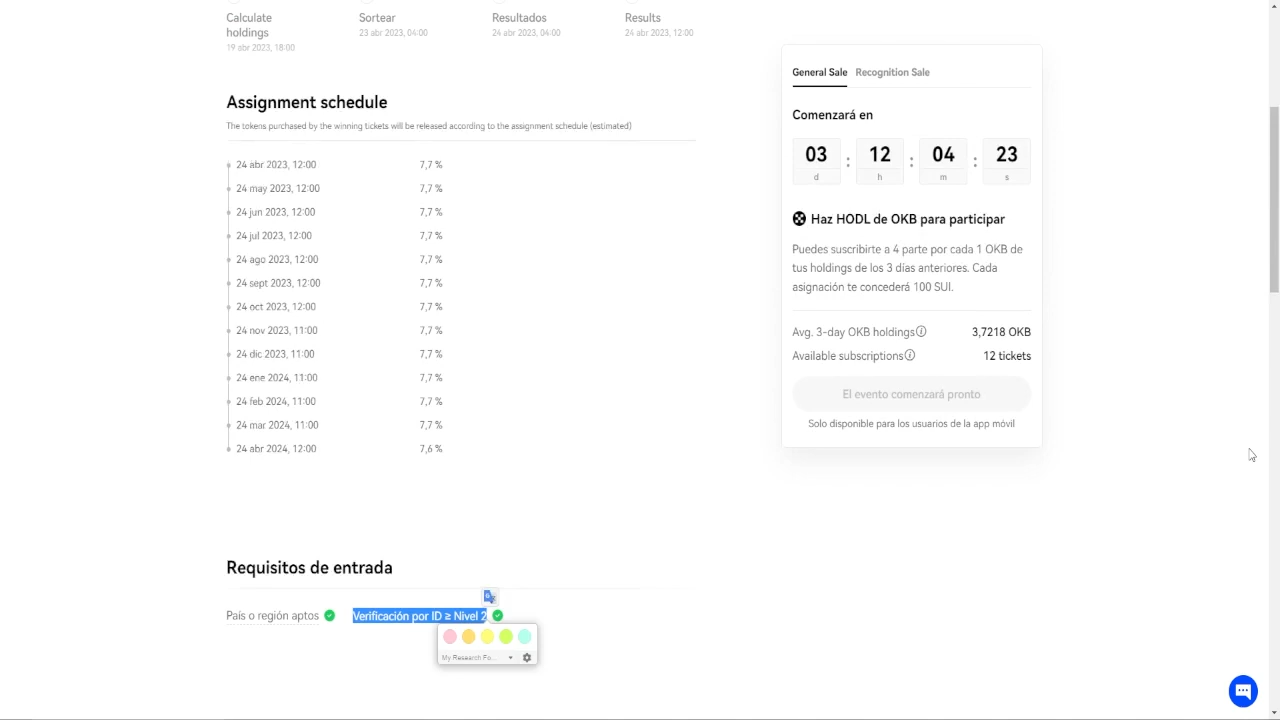 Calculate
holdings
19 abr 2023, 18:00
Sortear
23 abr 2023, 04:00
Resultados
24 abr 2023, 04:00
Results
24 abr 2023, 12:00
Assignment schedule
The tokens purchased by the winning tickets will be released according to the assignment schedule (estimated)
24 abr 2023, 12:00 7,7 %
24 may 2023, 12:00 7,7 %
24 jun 2023, 12:00 7,7 %
24 jul 2023, 12:00 7,7 %
24 ago 2023, 12:00 7,7 %
24 sept 2023, 12:00 7,7 %
24 oct 2023, 12:00 7,7 %
24 nov 2023, 11:00 7,7 %
24 dic 2023, 11:00 7,7 %
24 ene 2024, 11:00 7,7 %
24 feb 2024, 11:00 7,7 %
24 mar 2024, 11:00 7,7 %
24 abr 2024, 12:00 7,6 %
Requisitos de entrada
País o región aptos Verificación por ID ≥ Nivel 2
My Research Fo...
General Sale Recognition Sale
Comenzará en
03 : 12 : 04 : 23
d h m s
Haz HODL de OKB para participar
Puedes suscribirte a 4 parte por cada 1 OKB de
tus holdings de los 3 días anteriores. Cada
asignación te concederá 100 SUI.
Avg. 3-day OKB holdings 3,7218 OKB
Available subscriptions 12 tickets
El evento comenzará pronto
Solo disponible para los usuarios de la app móvil